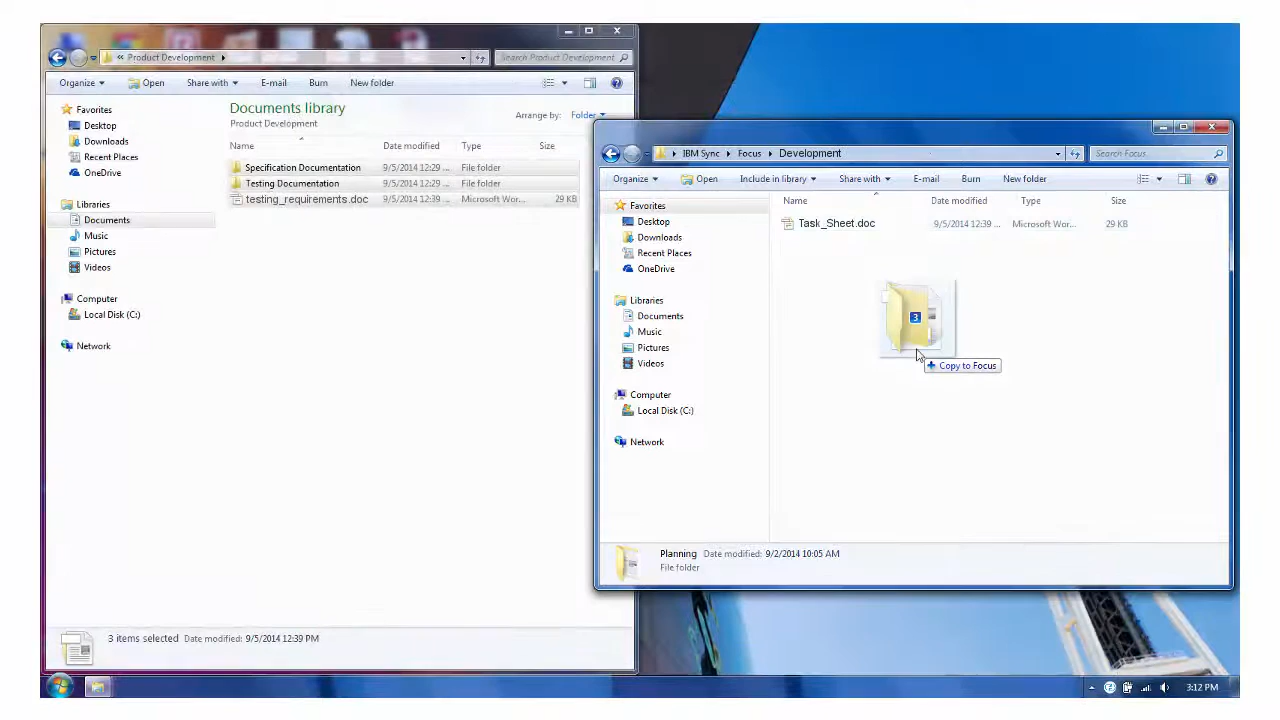 « Product Development
Search Product Development
Organize Open Share with E-mail Burn New folder
Favorites
Desktop
Downloads
Recent Places
OneDrive
Libraries
Documents
Music
Pictures
Videos
Computer
Local Disk (C:)
Network
Documents library
Product Development
Arrange by: Folder
Name Date modified Type Size
Specification Documentation 9/5/2014 12:29 ... File folder
Testing Documentation 9/5/2014 12:29 ... File folder
testing_requirements.doc 9/5/2014 12:39 ... Microsoft Wor... 29 KB
3 items selected Date modified: 9/5/2014 12:39 PM
IBM Sync Focus Development
Search Focus
Organize Open Include in library Share with E-mail Burn New folder
Favorites
Desktop
Downloads
Recent Places
OneDrive
Libraries
Documents
Music
Pictures
Videos
Computer
Local Disk (C:)
Network
Name Date modified Type Size
Task_Sheet.doc 9/5/2014 12:39 ... Microsoft Wor... 29 KB
3
Copy to Focus
Planning Date modified: 9/2/2014 10:05 AM
File folder
3:12 PM